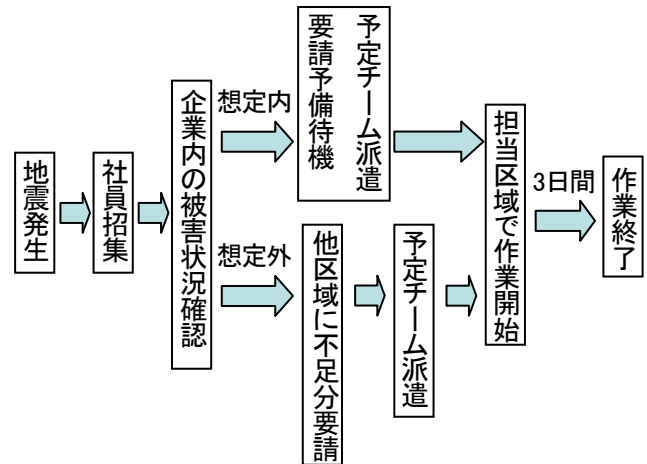 地震発生
社員招集
企業内の被害状況確認
想定内
予定チーム派遣
要請予備待機
想定外
他区域に不足分要請
予定チーム派遣
担当区域で作業開始
3日間
作業終了